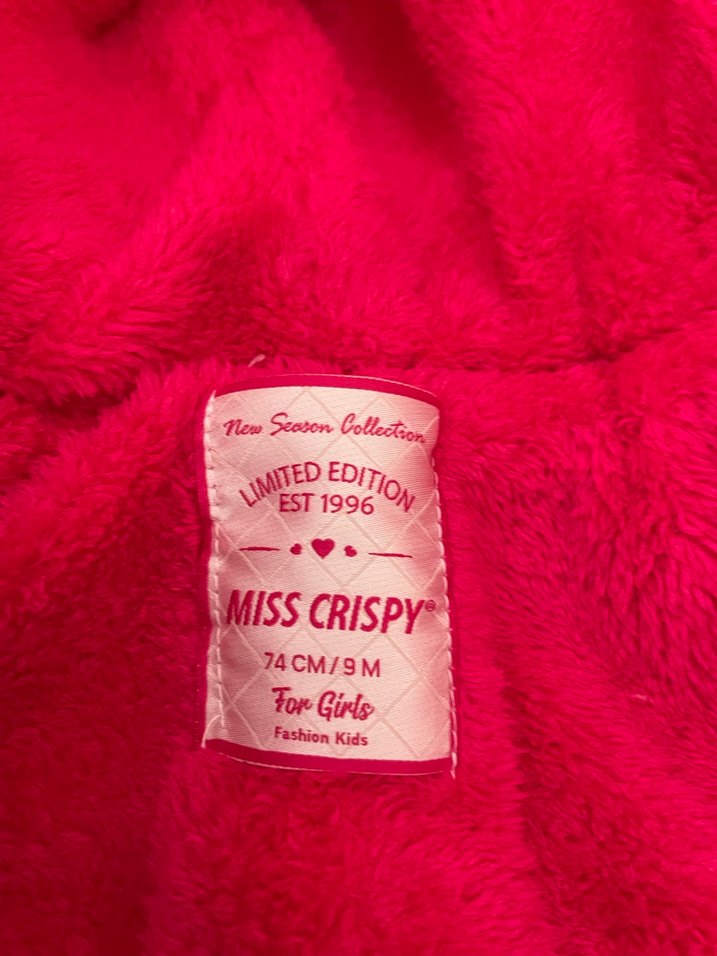 New Season Collection
LIMITED EDITION
EST 1996
MISS CRISPY®
74 CM / 9 M
For Girls
Fashion Kids